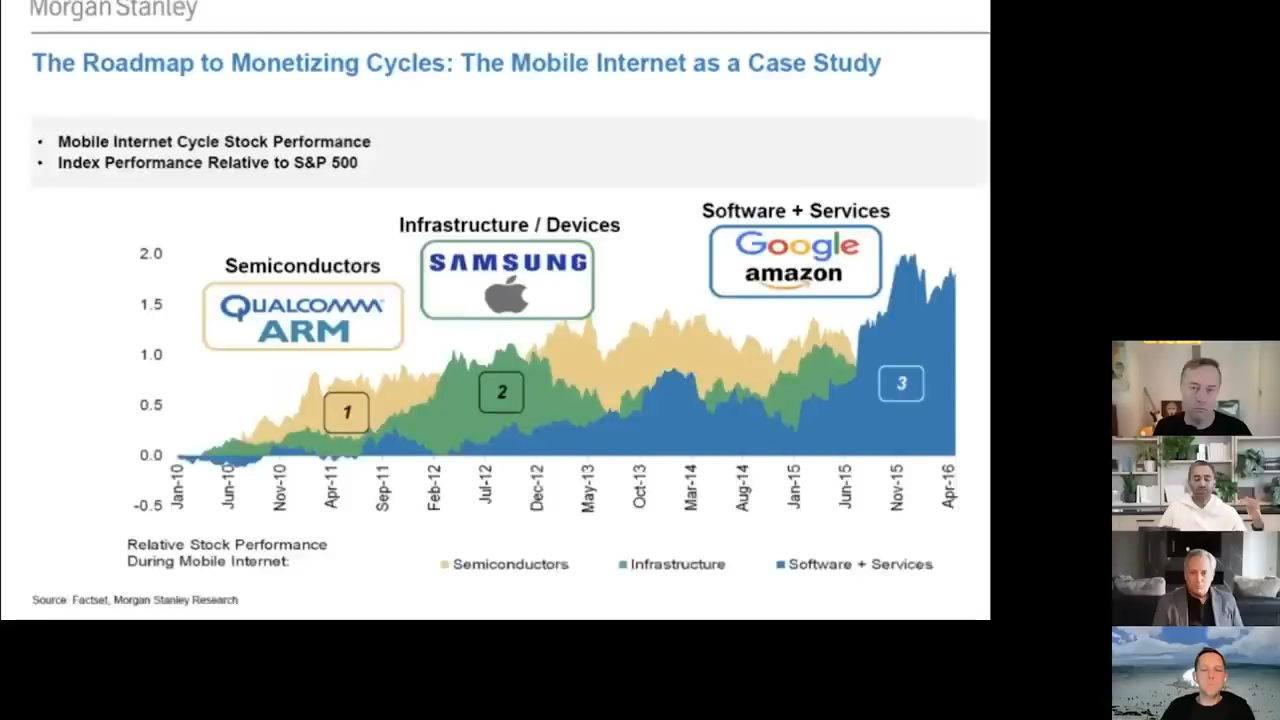 Morgan Stanley
The Roadmap to Monetizing Cycles: The Mobile Internet as a Case Study
• Mobile Internet Cycle Stock Performance
• Index Performance Relative to S&P 500
Semiconductors
QUALCOMM
ARM
Infrastructure / Devices
SAMSUNG
Software + Services
Google
amazon
2.0
1.5
1.0
0.5
0.0
-0.5
1
2
3
Jan-10
Jun-10
Nov-10
Apr-11
Sep-11
Feb-12
Jul-12
Dec-12
May-13
Oct-13
Mar-14
Aug-14
Jan-15
Jun-15
Nov-15
Apr-16
Relative Stock Performance
During Mobile Internet:
Semiconductors
Infrastructure
Software + Services
Source: Factset, Morgan Stanley Research